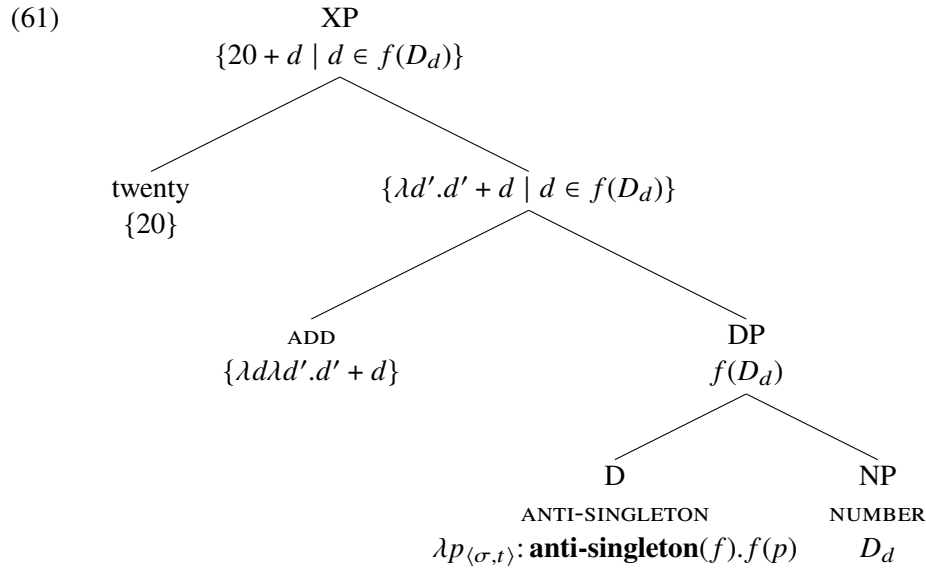 (61)
XP
{20 + d | d ∈ f(D_d)}
twenty
{20}
{λd′.d′ + d | d ∈ f(D_d)}
ADD
{λdλd′.d′ + d}
DP
f(D_d)
D
ANTI-SINGLETON
λp_⟨σ,t⟩: anti-singleton(f).f(p)
NP
NUMBER
D_d